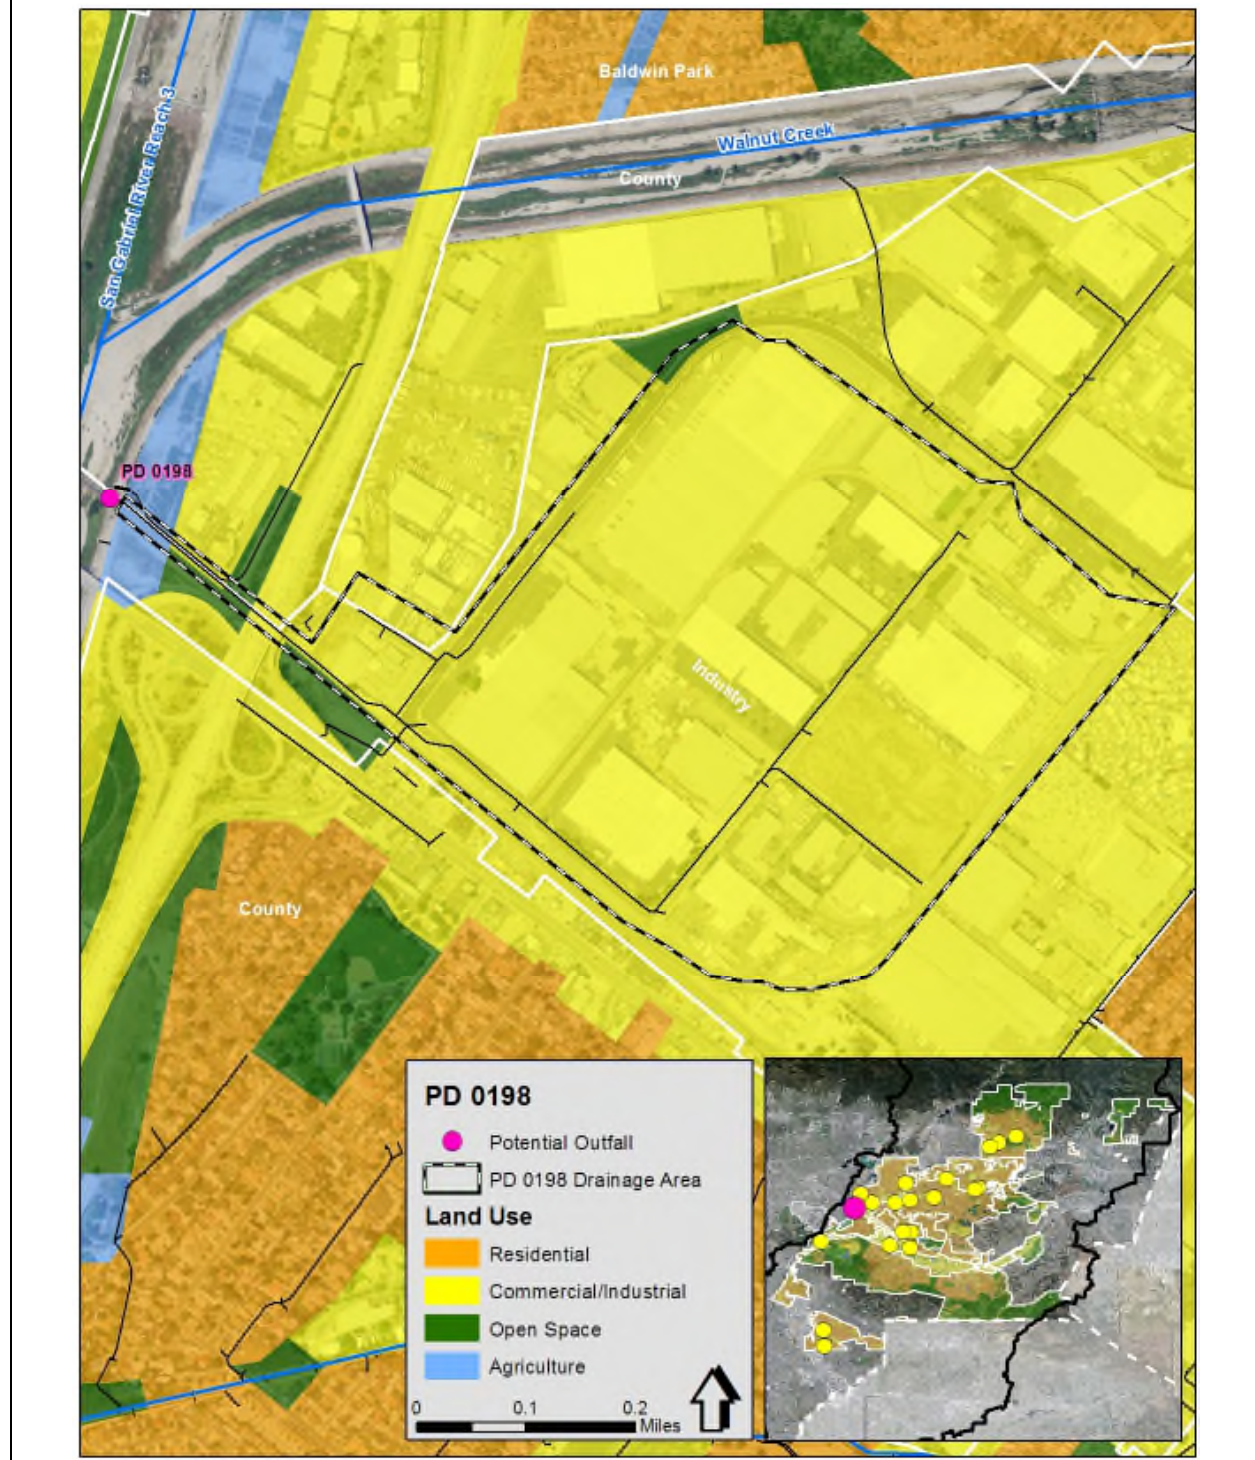 Baldwin Park
Walnut Creek
County
San Gabriel River Reach 3
PD 0198
Industry
County
PD 0198
Potential Outfall
PD 0198 Drainage Area
Land Use
Residential
Commercial/Industrial
Open Space
Agriculture
0 0.1 0.2
Miles